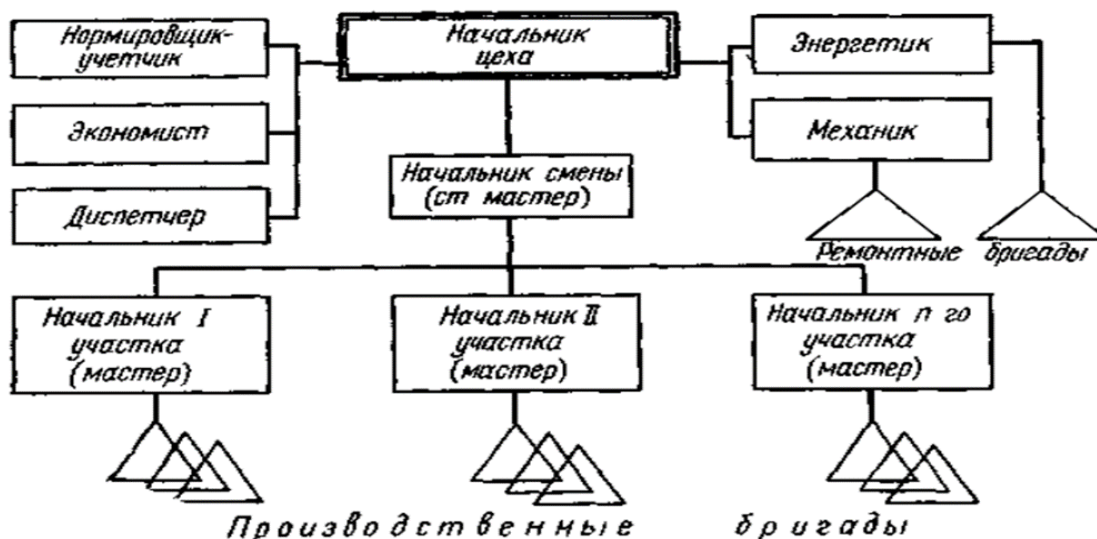 Нормировщик-
учетчик
Начальник
цеха
Энергетик
Экономист
Механик
Начальник смены
(ст мастер)
Диспетчер
Ремонтные бригады
Начальник I
участка
(мастер)
Начальник II
участка
(мастер)
Начальник п го
участка
(мастер)
Производственные бригады